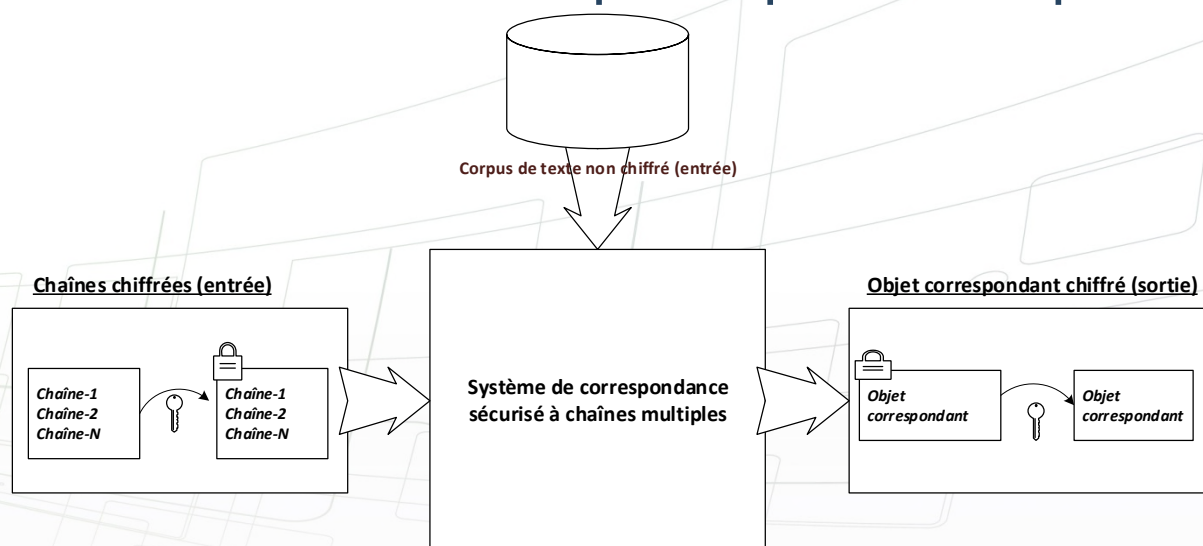 Corpus de texte non chiffré (entrée)
Chaînes chiffrées (entrée)
Chaîne-1
Chaîne-2
Chaîne-N
Chaîne-1
Chaîne-2
Chaîne-N
Système de correspondance
sécurisé à chaînes multiples
Objet correspondant chiffré (sortie)
Objet
correspondant
Objet
correspondant